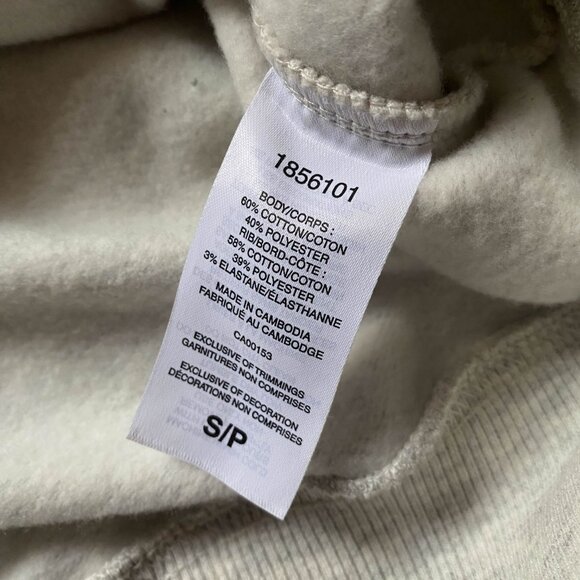 1856101
BODY/CORPS :
60% COTTON/COTON
40% POLYESTER
RIB/BORD-CÔTE :
58% COTTON/COTON
39% POLYESTER
3% ELASTANE/ÉLASTHANNE
MADE IN CAMBODIA
FABRIQUÉ AU CAMBODGE
CA00153
EXCLUSIVE OF TRIMMINGS
GARNITURES NON COMPRISES
EXCLUSIVE OF DECORATION
DÉCORATIONS NON COMPRISES
S/P